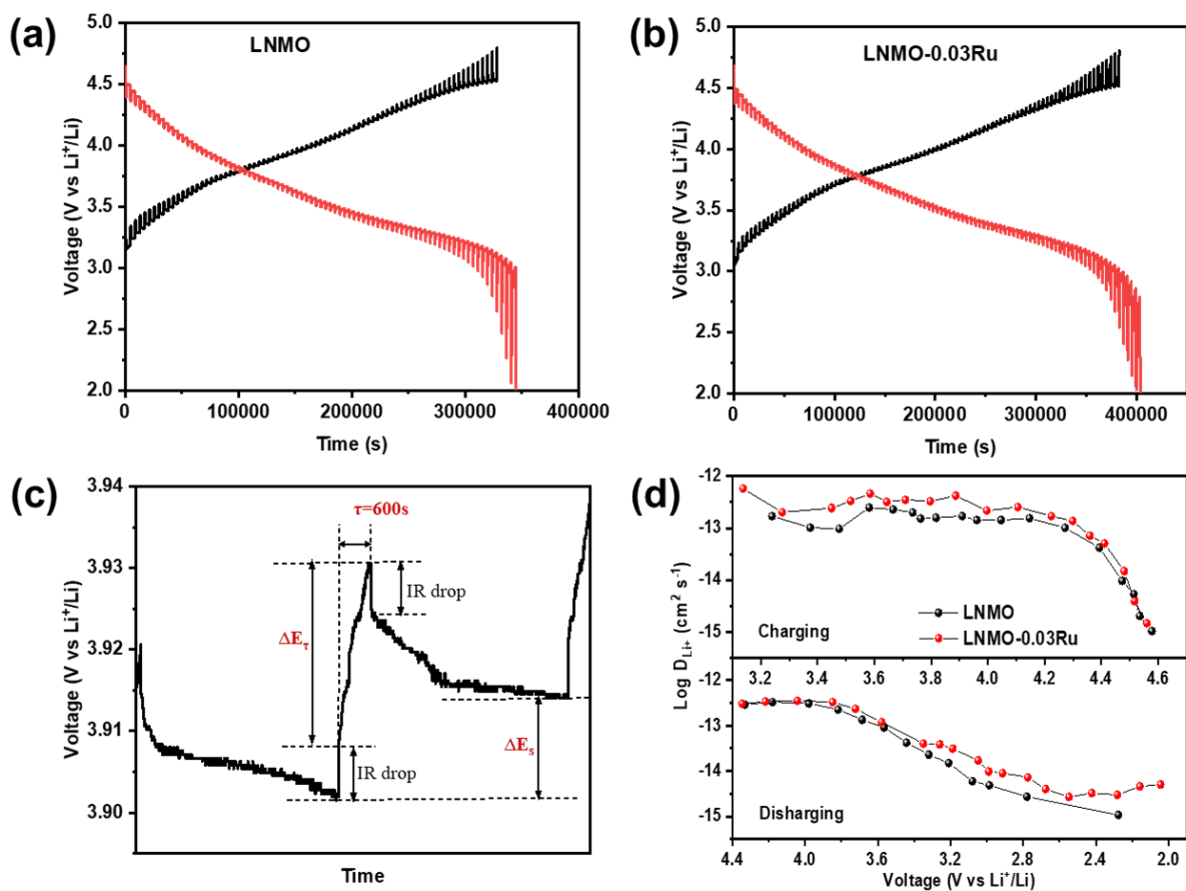 (a)
LNMO
Voltage (V vs Li⁺/Li)
5.0
4.5
4.0
3.5
3.0
2.5
2.0
0
100000
200000
300000
400000
Time (s)
(b)
LNMO-0.03Ru
Voltage (V vs Li⁺/Li)
5.0
4.5
4.0
3.5
3.0
2.5
2.0
0
100000
200000
300000
400000
Time (s)
(c)
Voltage (V vs Li⁺/Li)
3.94
3.93
3.92
3.91
3.90
τ=600s
IR drop
ΔEτ
IR drop
ΔEs
Time
(d)
Log D_Li⁺ (cm² s⁻¹)
-12
-13
-14
-15
LNMO
LNMO-0.03Ru
Charging
3.2
3.4
3.6
3.8
4.0
4.2
4.4
4.6
-12
-13
-14
-15
Disharging
4.4
4.0
3.6
3.2
2.8
2.4
2.0
Voltage (V vs Li⁺/Li)